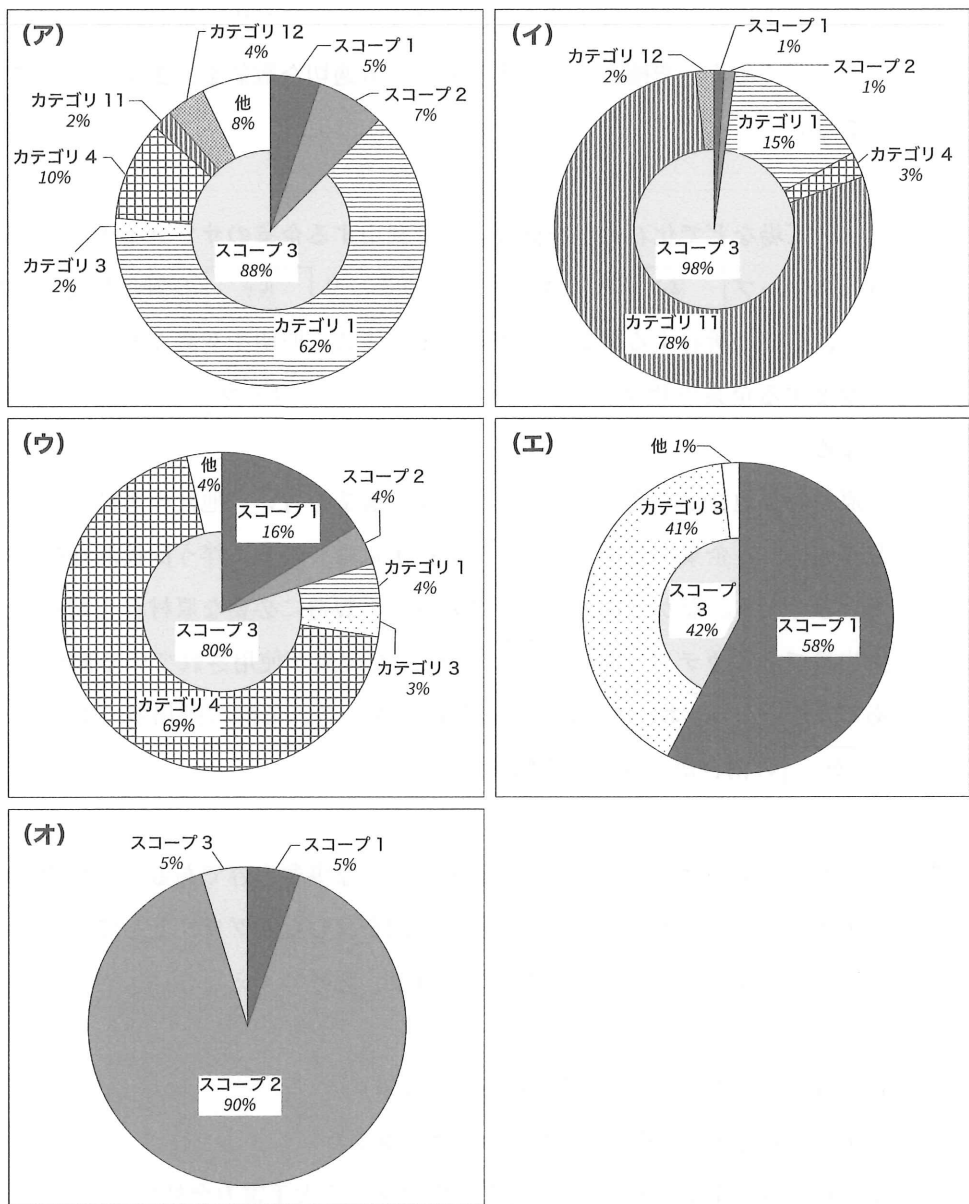 (ア)
カテゴリ 12
4%
スコープ 1
5%
他
8%
スコープ 2
7%
カテゴリ 11
2%
カテゴリ 4
10%
カテゴリ 3
2%
スコープ 3
88%
カテゴリ 1
62%
(イ)
スコープ 1
1%
カテゴリ 12
2%
スコープ 2
1%
カテゴリ 1
15%
カテゴリ 4
3%
スコープ 3
98%
カテゴリ 11
78%
(ウ)
他
4%
スコープ 2
4%
スコープ 1
16%
カテゴリ 1
4%
スコープ 3
80%
カテゴリ 3
3%
カテゴリ 4
69%
(エ)
他 1%
カテゴリ 3
41%
スコープ
3
42%
スコープ 1
58%
(オ)
スコープ 3
5%
スコープ 1
5%
スコープ 2
90%